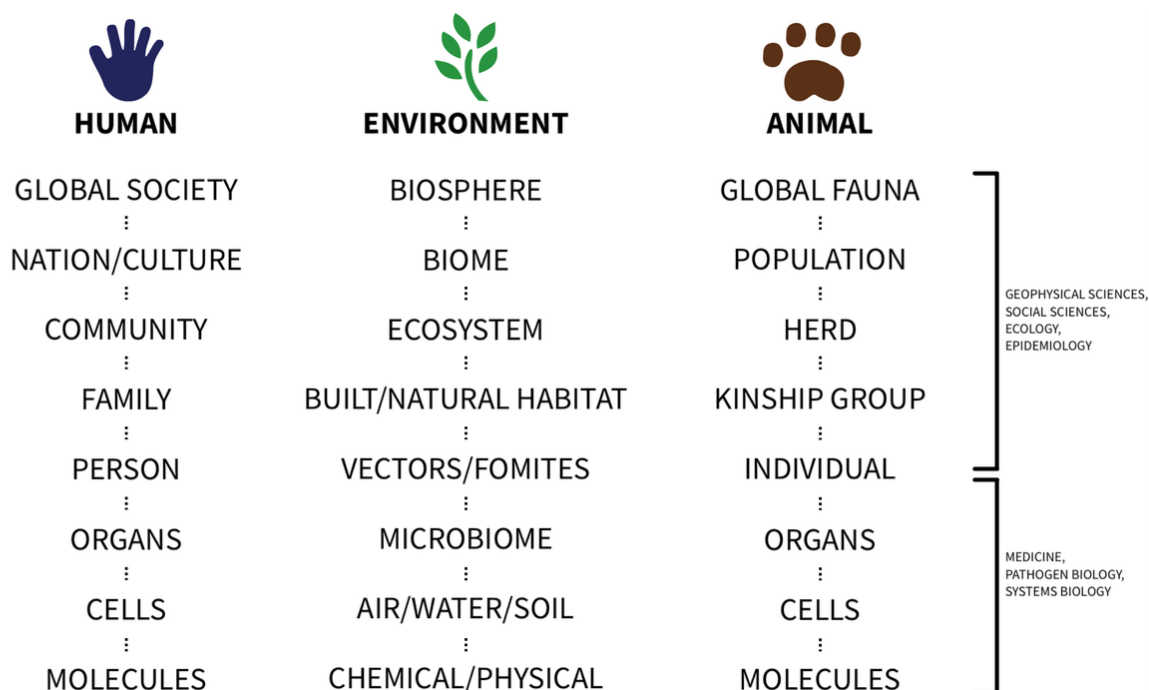 HUMAN ENVIRONMENT ANIMAL
GLOBAL SOCIETY BIOSPHERE GLOBAL FAUNA
NATION/CULTURE BIOME POPULATION
COMMUNITY ECOSYSTEM HERD
FAMILY BUILT/NATURAL HABITAT KINSHIP GROUP
PERSON VECTORS/FOMITES INDIVIDUAL
ORGANS MICROBIOME ORGANS
CELLS AIR/WATER/SOIL CELLS
MOLECULES CHEMICAL/PHYSICAL MOLECULES
GEOPHYSICAL SCIENCES,
SOCIAL SCIENCES,
ECOLOGY,
EPIDEMIOLOGY
MEDICINE,
PATHOGEN BIOLOGY,
SYSTEMS BIOLOGY